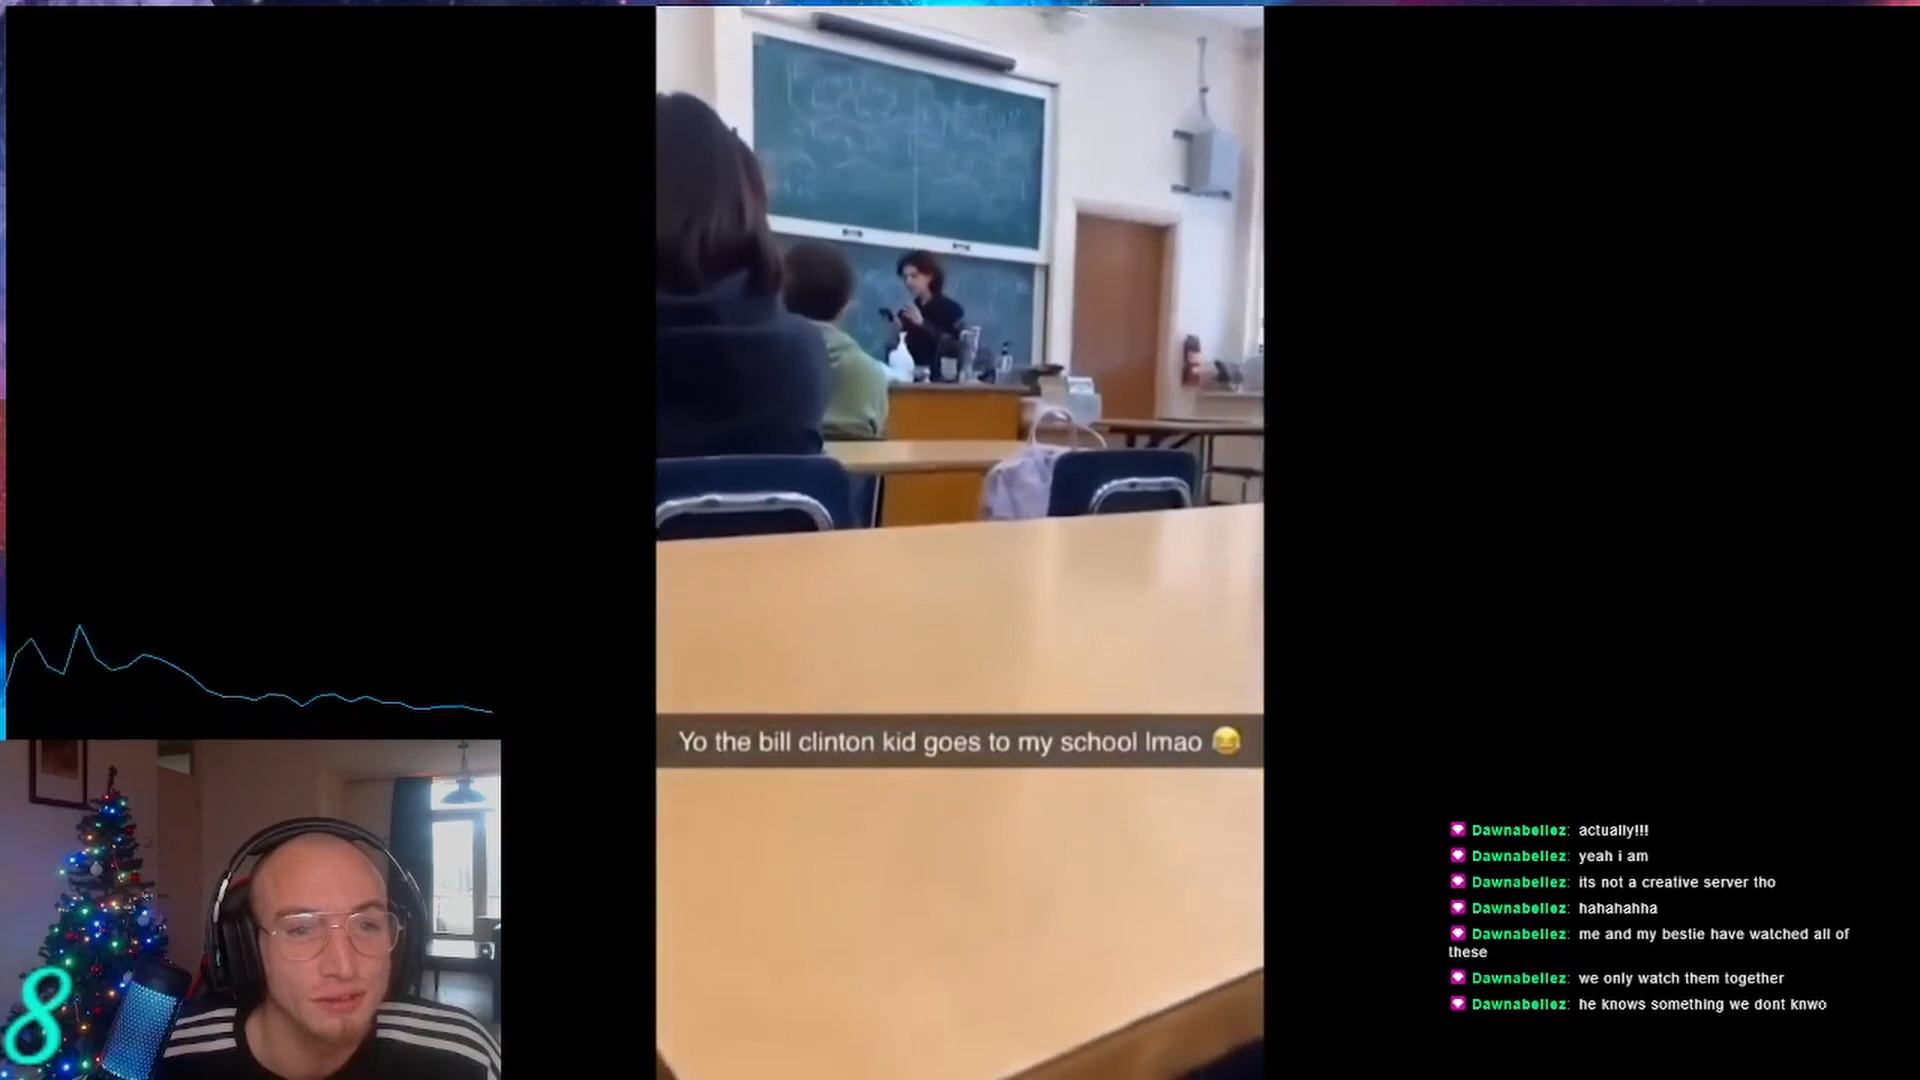 Yo the bill clinton kid goes to my school lmao 😂
8
Dawnabellez: actually!!!
Dawnabellez: yeah i am
Dawnabellez: its not a creative server tho
Dawnabellez: hahahahha
Dawnabellez: me and my bestie have watched all of
these
Dawnabellez: we only watch them together
Dawnabellez: he knows something we dont knwo